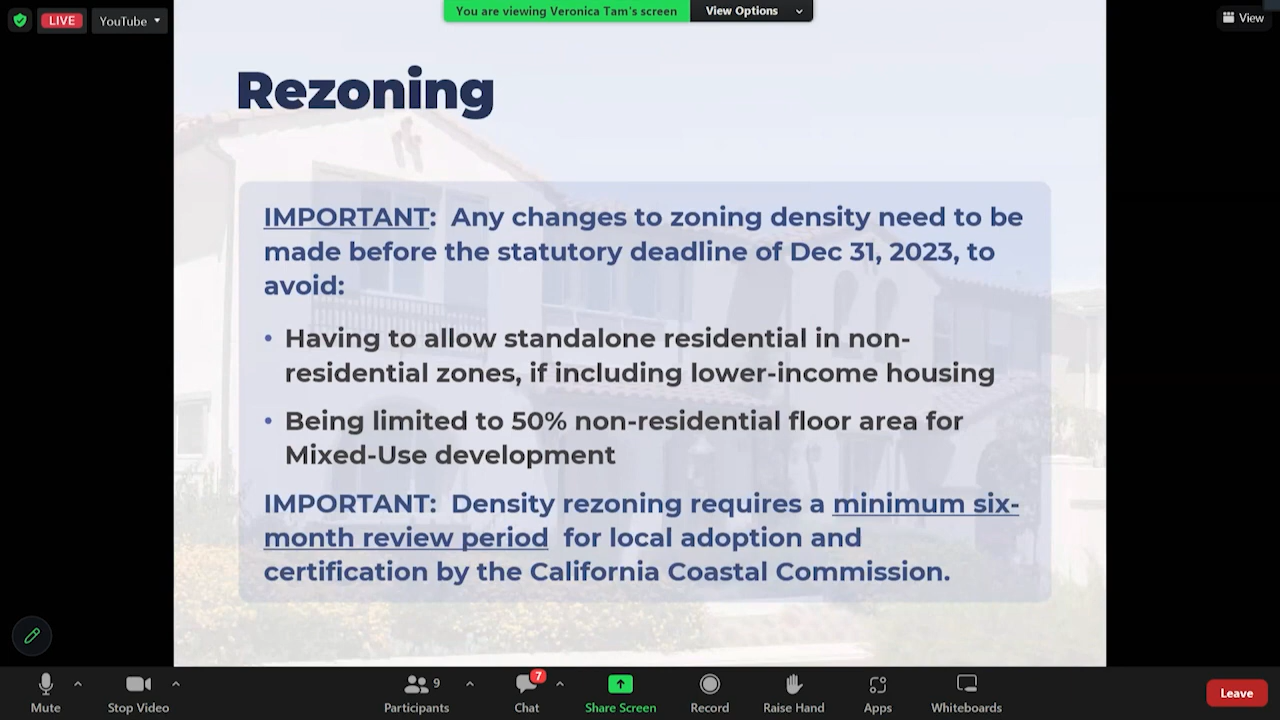 LIVE
YouTube
You are viewing Veronica Tam's screen
View Options
View
Rezoning
IMPORTANT:  Any changes to zoning density need to be
made before the statutory deadline of Dec 31, 2023, to
avoid:
• Having to allow standalone residential in non-
residential zones, if including lower-income housing
• Being limited to 50% non-residential floor area for
Mixed-Use development
IMPORTANT:  Density rezoning requires a minimum six-
month review period  for local adoption and
certification by the California Coastal Commission.
Mute
Stop Video
9
Participants
7
Chat
Share Screen
Record
Raise Hand
Apps
Whiteboards
Leave